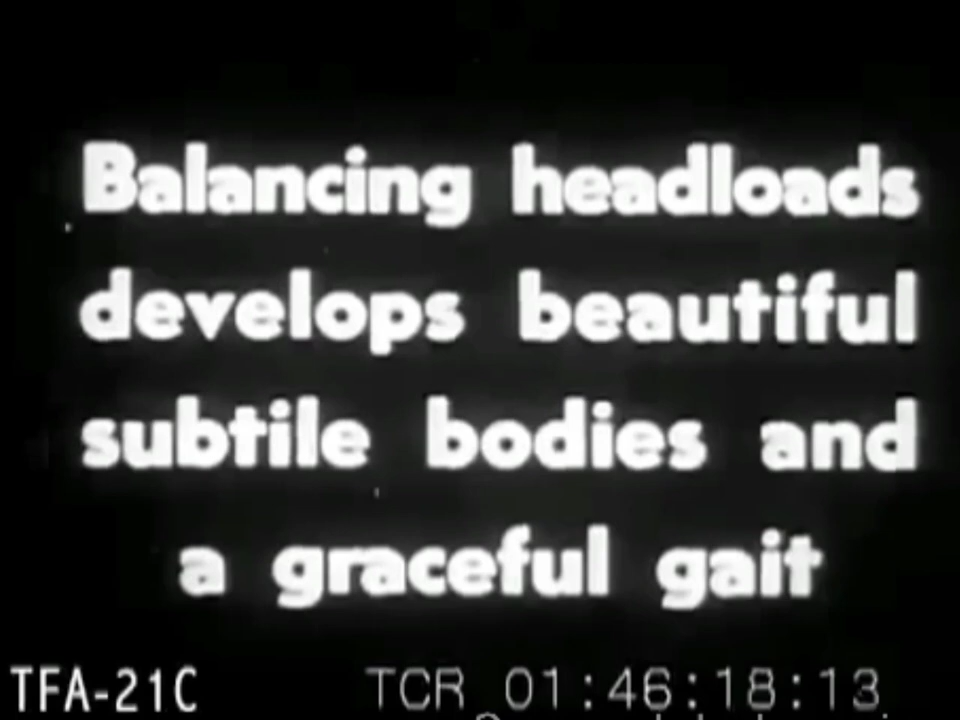 Balancing headloads
develops beautiful
subtile bodies and
a graceful gait
TFA-21C TCR 01:46:18:13